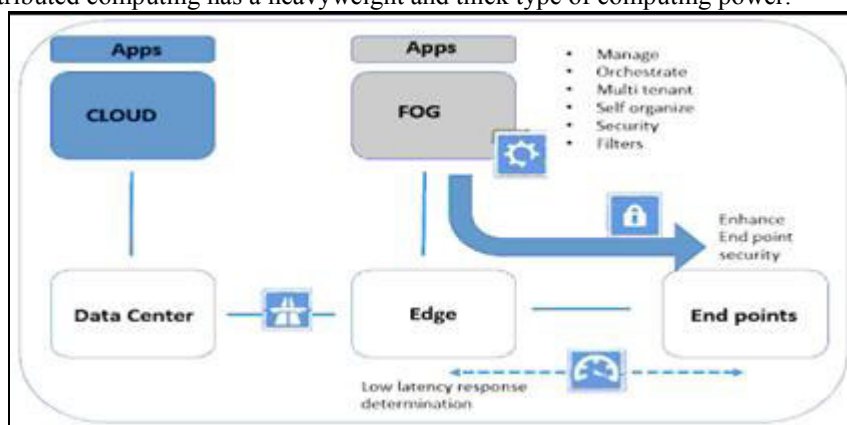 tributed computing has a heavyweight and thick type of computing power.
Apps
CLOUD
Apps
FOG
• Manage
• Orchestrate
• Multi tenant
• Self organize
• Security
• Filters
Enhance
End point
security
Data Center
Edge
End points
Low latency response
determination